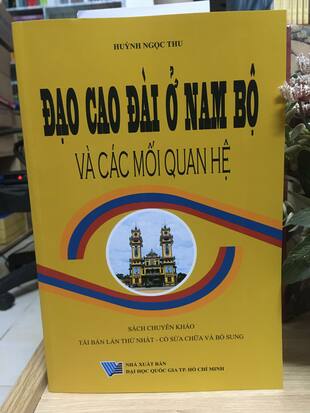 HUỲNH NGỌC THU
ĐẠO CAO ĐÀI Ở NAM BỘ
VÀ CÁC MỐI QUAN HỆ
SÁCH CHUYÊN KHẢO
TÁI BẢN LẦN THỨ NHẤT - CÓ SỬA CHỮA VÀ BỔ SUNG
NHÀ XUẤT BẢN
ĐẠI HỌC QUỐC GIA TP. HỒ CHÍ MINH